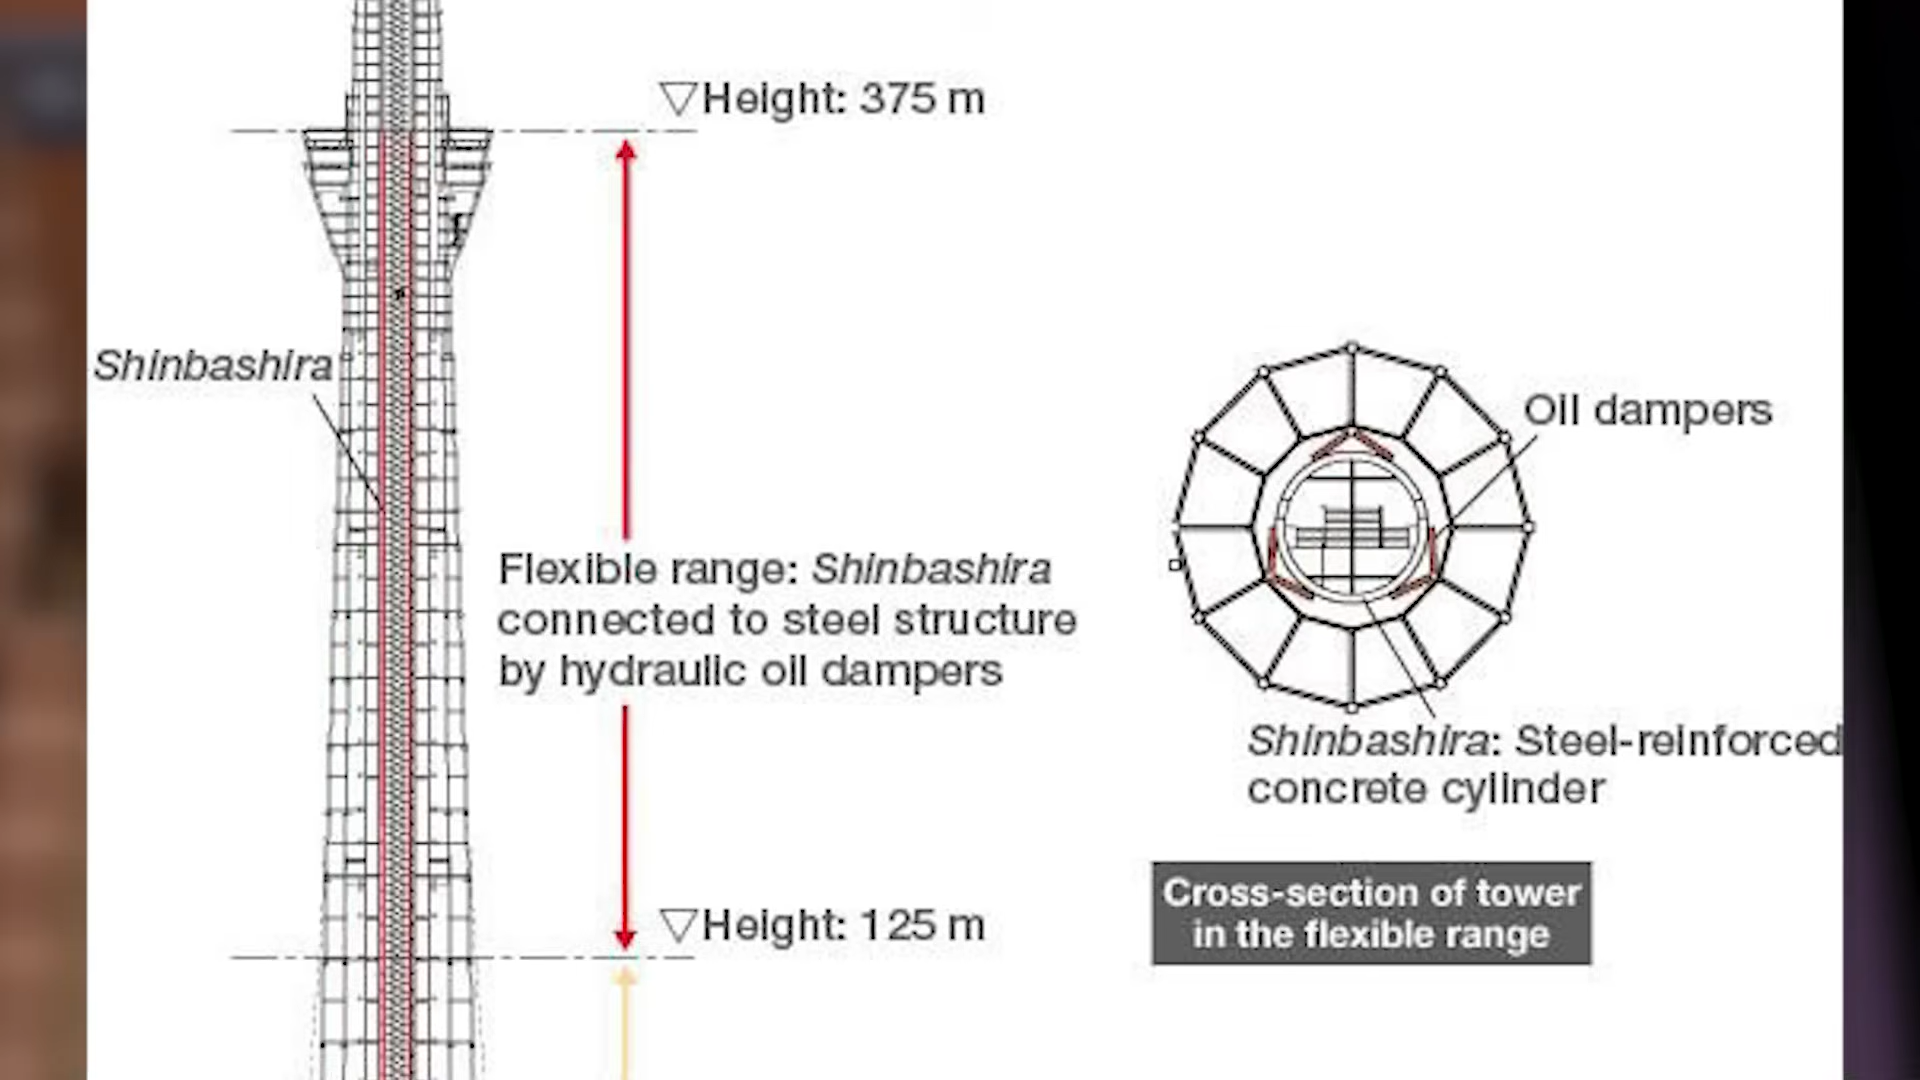 ▽Height: 375 m
Shinbashira
Oil dampers
Flexible range: Shinbashira
connected to steel structure
by hydraulic oil dampers
Shinbashira: Steel-reinforced
concrete cylinder
Cross-section of tower
in the flexible range
▽Height: 125 m